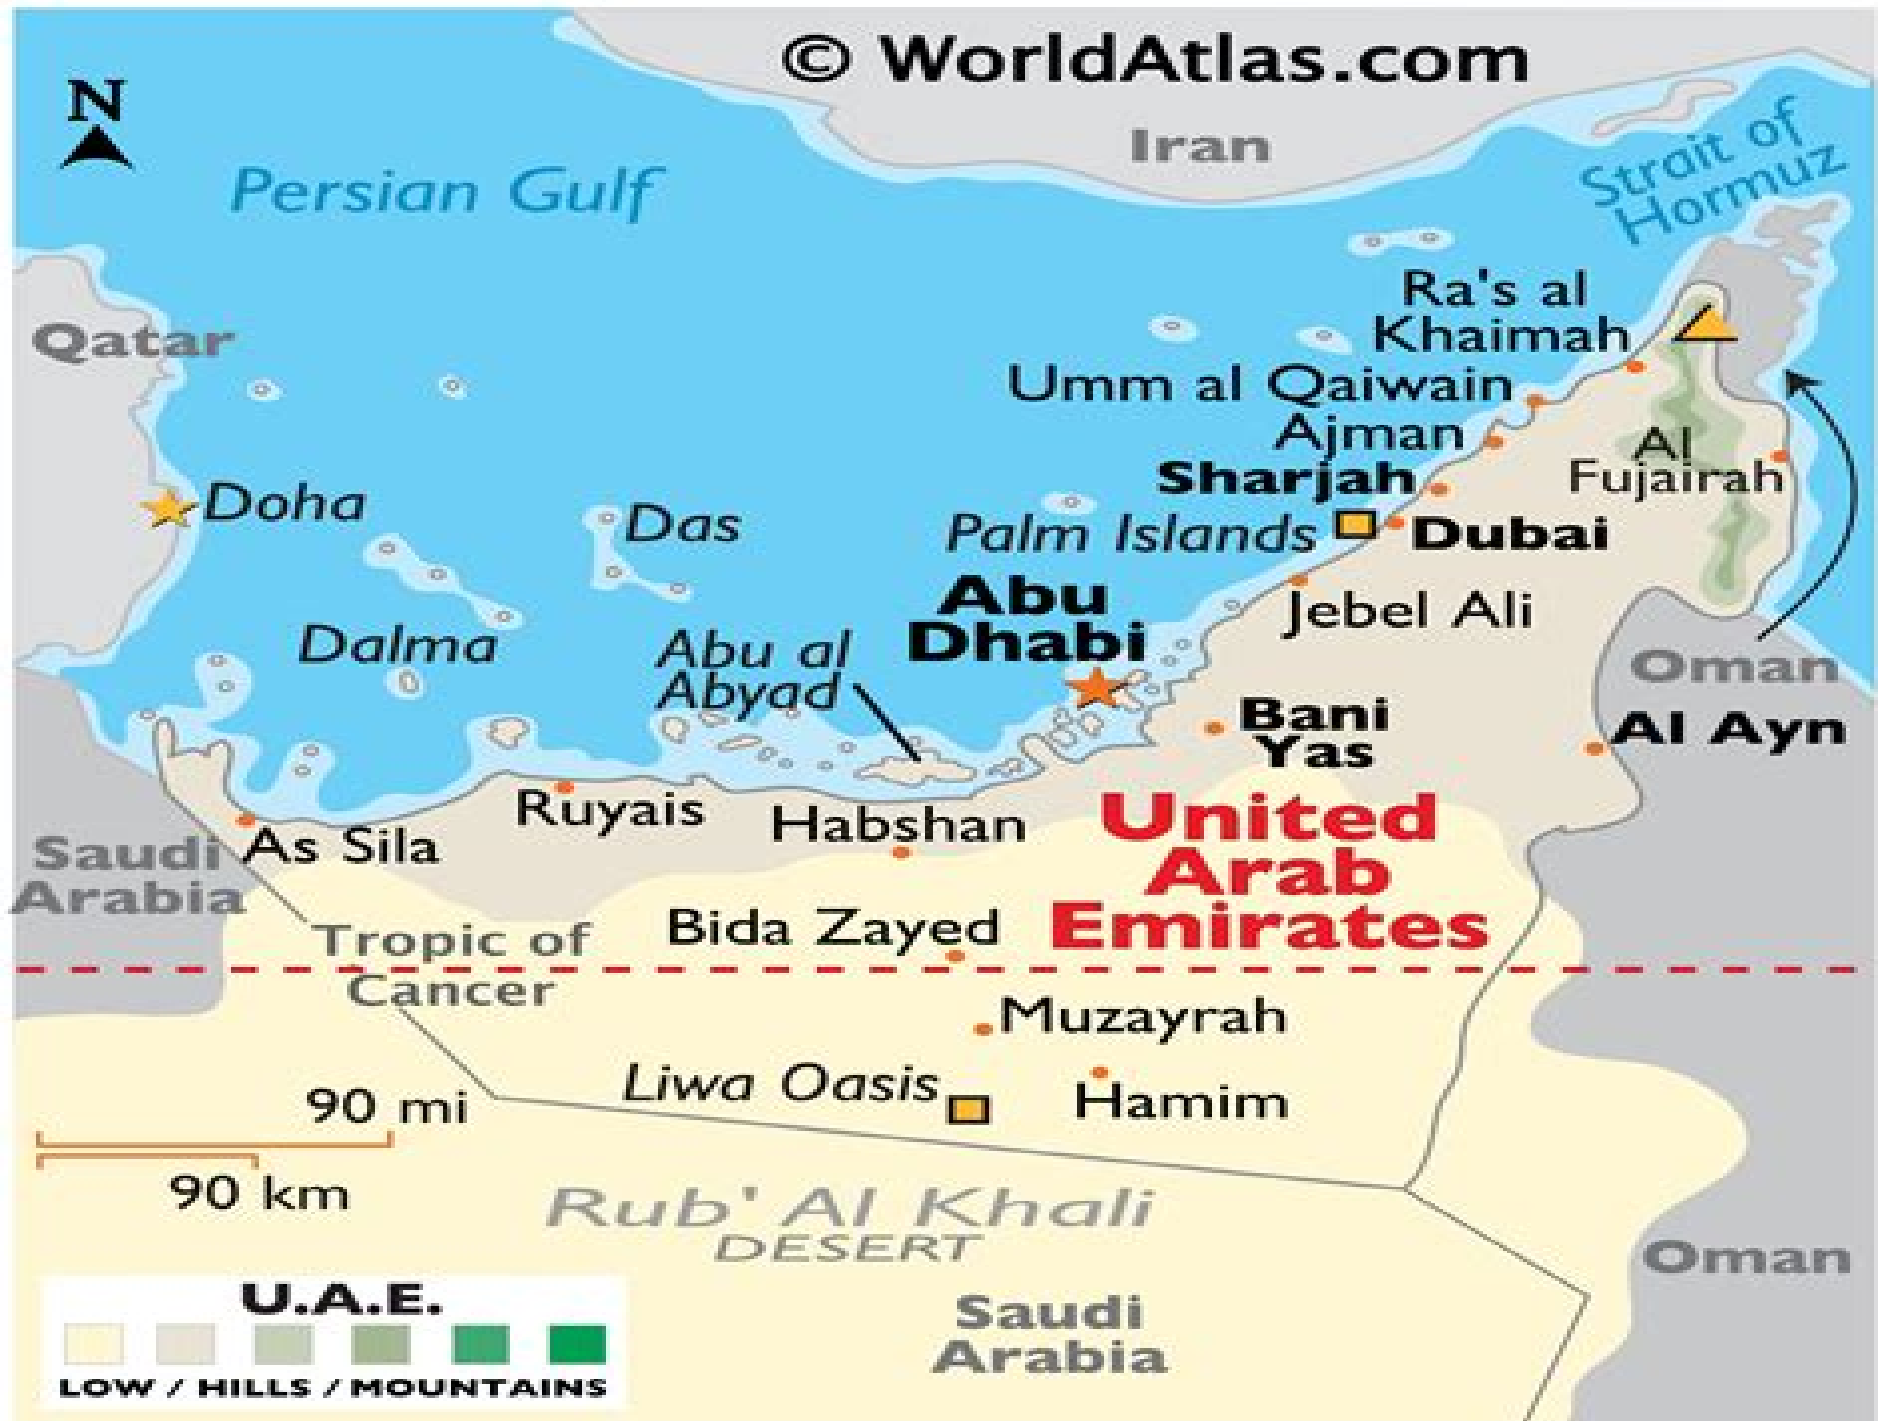 © WorldAtlas.com
N
Iran
Strait of
Hormuz
Persian Gulf
Ra's al
Khaimah
Qatar
Umm al Qaiwain
Ajman
Al
Fujairah
Sharjah
Doha
Das
Palm Islands
Dubai
Abu
Dhabi
Jebel Ali
Dalma
Abu al
Abyad
Oman
Bani
Yas
Al Ayn
Ruyais
Habshan
United
Arab
Emirates
As Sila
Saudi
Arabia
Bida Zayed
Tropic of
Cancer
Muzayrah
Liwa Oasis
Hamim
90 mi
90 km
Rub' Al Khali
DESERT
Oman
Saudi
Arabia
U.A.E.
LOW / HILLS / MOUNTAINS